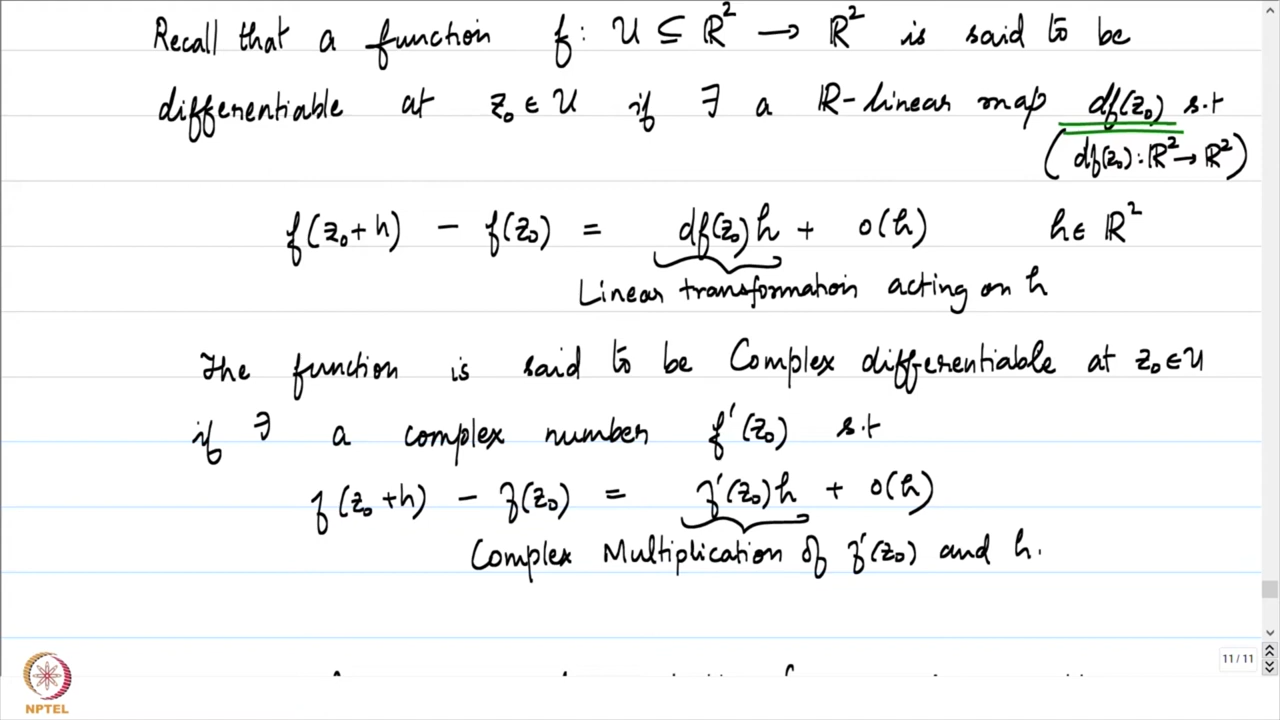 Recall that a function f: U ⊆ ℝ² → ℝ² is said to be
differentiable at z₀ ∈ U if ∃ a ℝ-linear map df(z₀) s.t
(df(z₀): ℝ² → ℝ²)
f(z₀+h) - f(z₀) = df(z₀)h + o(h) h ∈ ℝ²
Linear transformation acting on h
The function is said to be Complex differentiable at z₀ ∈ U
if ∃ a complex number f'(z₀) s.t
f(z₀+h) - f(z₀) = f'(z₀)h + o(h)
Complex Multiplication of f'(z₀) and h.
11/11
NPTEL